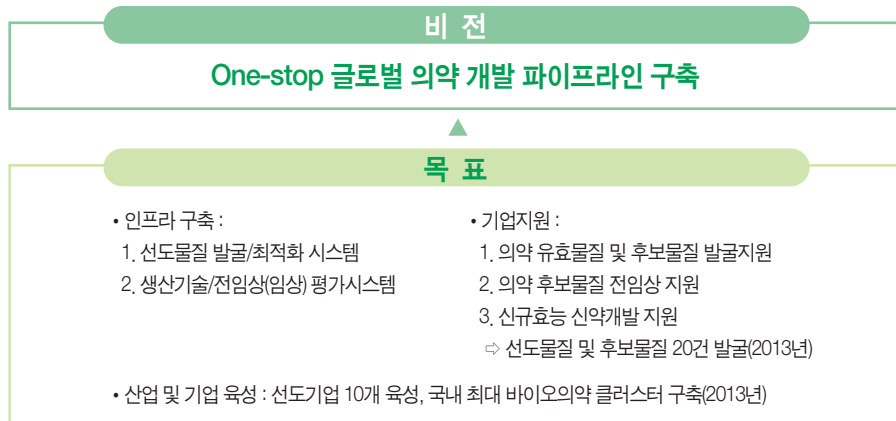 비 전
One-stop 글로벌 의약 개발 파이프라인 구축
▲
목 표
• 인프라 구축 :
1. 선도물질 발굴/최적화 시스템
2. 생산기술/전임상(임상) 평가시스템
• 기업지원 :
1. 의약 유효물질 및 후보물질 발굴지원
2. 의약 후보물질 전임상 지원
3. 신규효능 신약개발 지원
⇨ 선도물질 및 후보물질 20건 발굴(2013년)
• 산업 및 기업 육성 : 선도기업 10개 육성, 국내 최대 바이오의약 클러스터 구축(2013년)